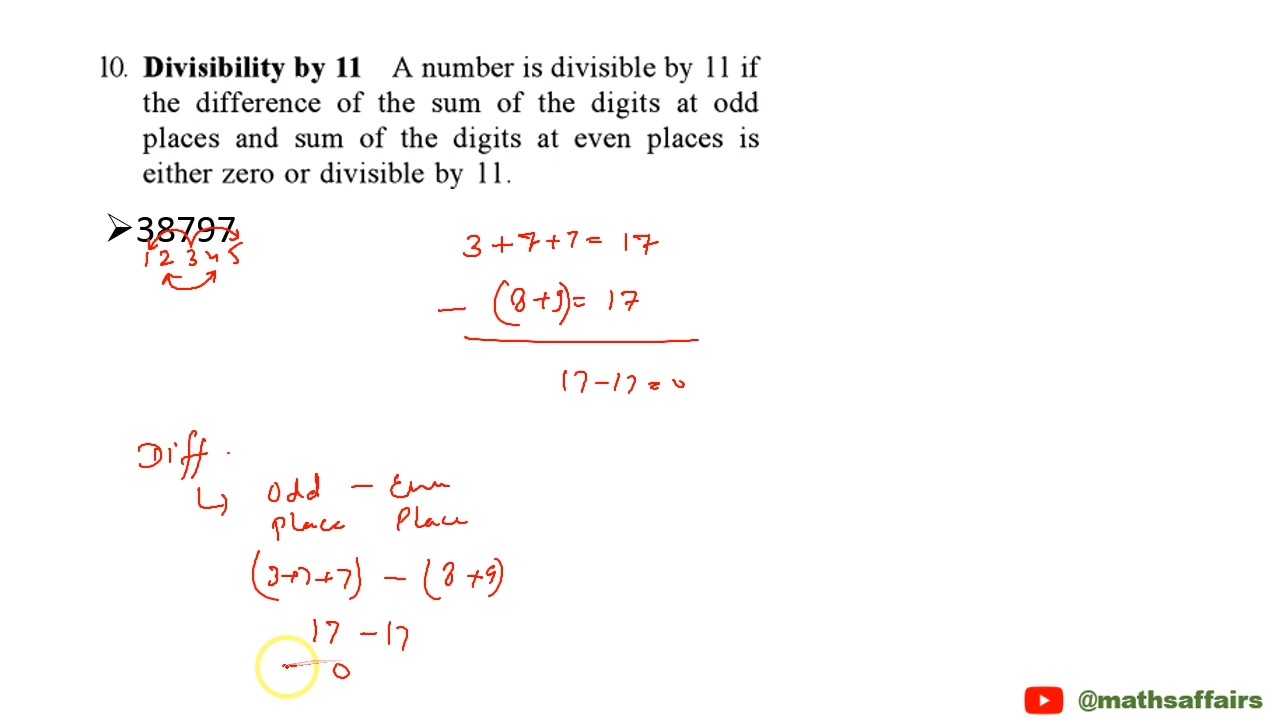 10. Divisibility by 11 A number is divisible by 11 if
the difference of the sum of the digits at odd
places and sum of the digits at even places is
either zero or divisible by 11.
➢38797
1 2 3 4 5
3 + 7 + 7 = 17
- (8 + 9) = 17
17 - 17 = 0
Diff .
↳ Odd - Even
place Place
(3+7+7) - (8+9)
17 - 17
0
@mathsaffairs